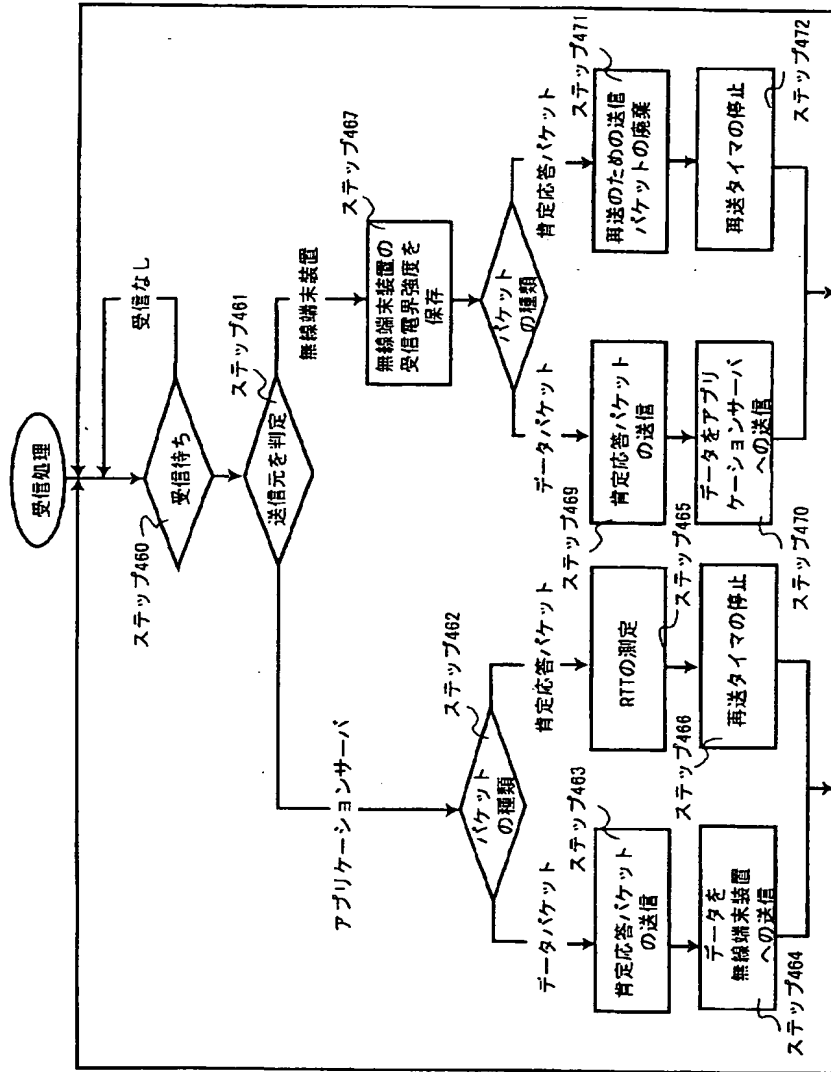 受信処理
受信なし
受信待ち
ステップ460
送信元を判定
ステップ461
アプリケーションサーバ
無線端末装置
パケット
の種類
ステップ462
データパケット
肯定応答パケット
肯定応答パケット
の送信
ステップ463
データを
無線端末装置
への送信
ステップ464
RTTの測定
ステップ465
再送タイマの停止
ステップ466
無線端末装置の
受信電界強度を
保存
ステップ467
パケット
の種類
データパケット
肯定応答パケット
肯定応答パケット
の送信
ステップ469
データをアプリ
ケーションサーバ
への送信
ステップ470
再送のための送信
パケットの廃棄
ステップ471
再送タイマの停止
ステップ472